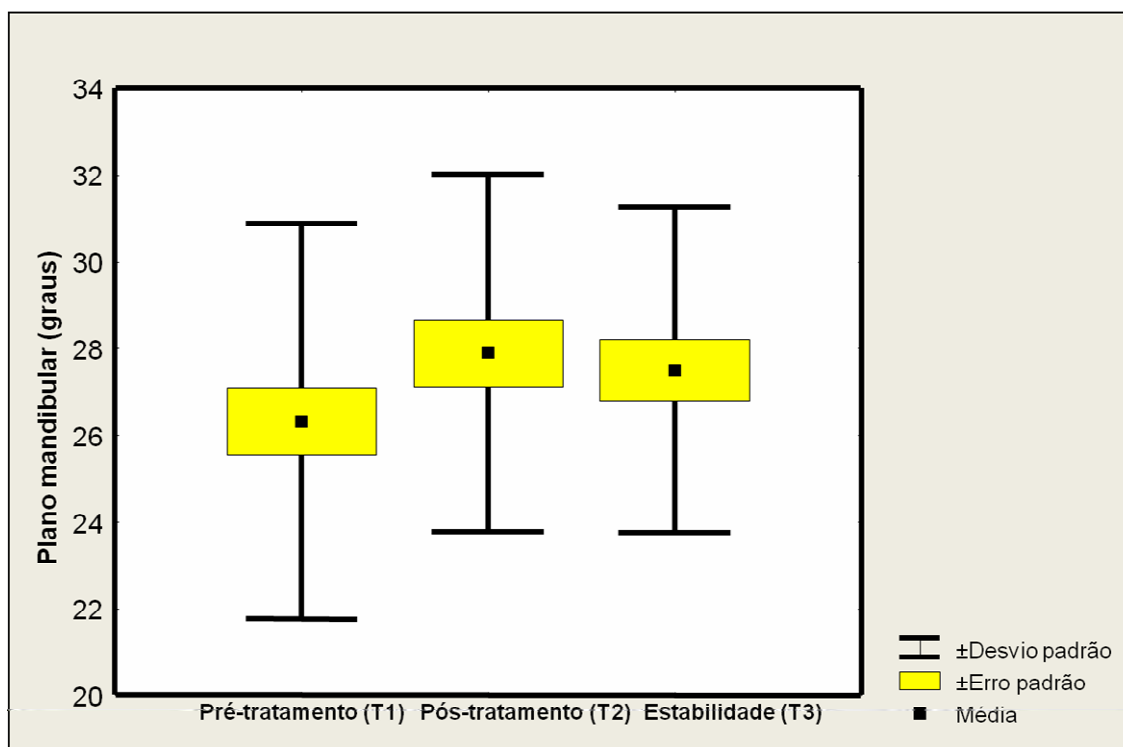 Plano mandibular (graus)
34
32
30
28
26
24
22
20
Pré-tratamento (T1) Pós-tratamento (T2) Estabilidade (T3)
±Desvio padrão
±Erro padrão
Média